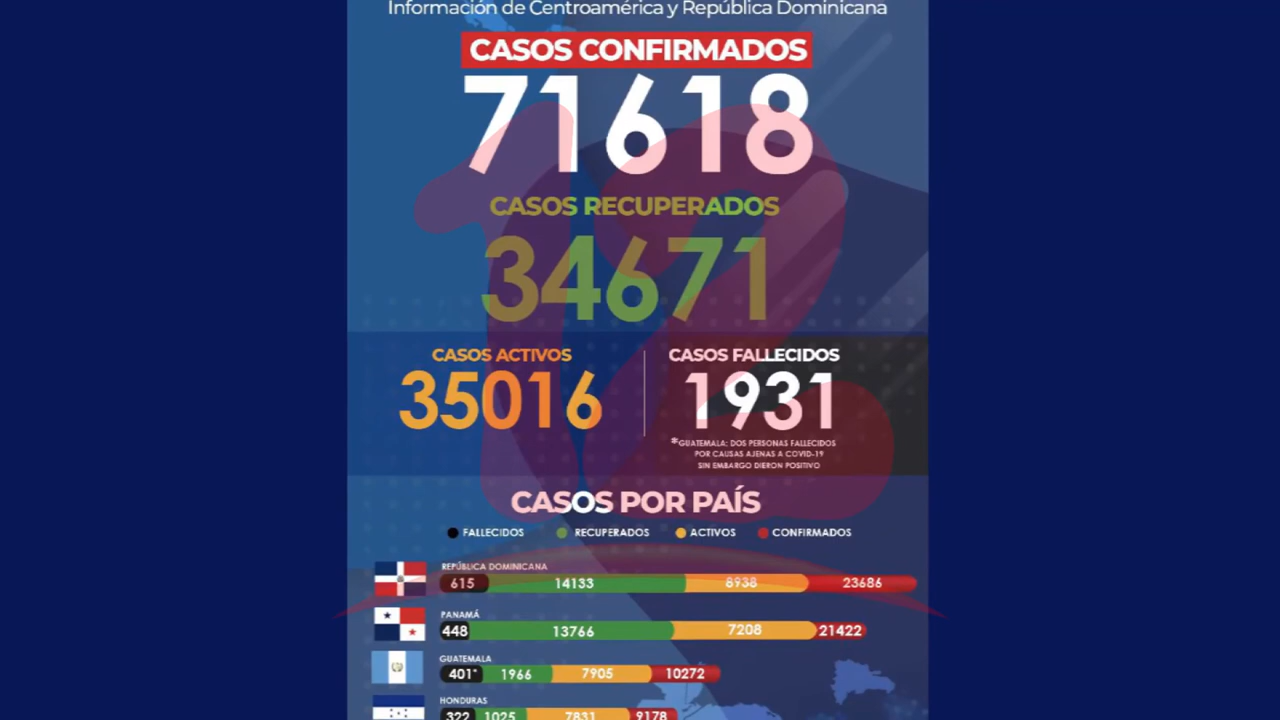 Información de Centroamérica y República Dominicana
CASOS CONFIRMADOS
71618
CASOS RECUPERADOS
34671
CASOS ACTIVOS
35016
CASOS FALLECIDOS
1931
*GUATEMALA: DOS PERSONAS FALLECIDOS
POR CAUSAS AJENAS A COVID-19
SIN EMBARGO DIERON POSITIVO
CASOS POR PAÍS
FALLECIDOS RECUPERADOS ACTIVOS CONFIRMADOS
REPÚBLICA DOMINICANA
615 14133 8938 23686
PANAMÁ
448 13766 7208 21422
GUATEMALA
401* 1966 7905 10272
HONDURAS
322 1025 7831 9178
12